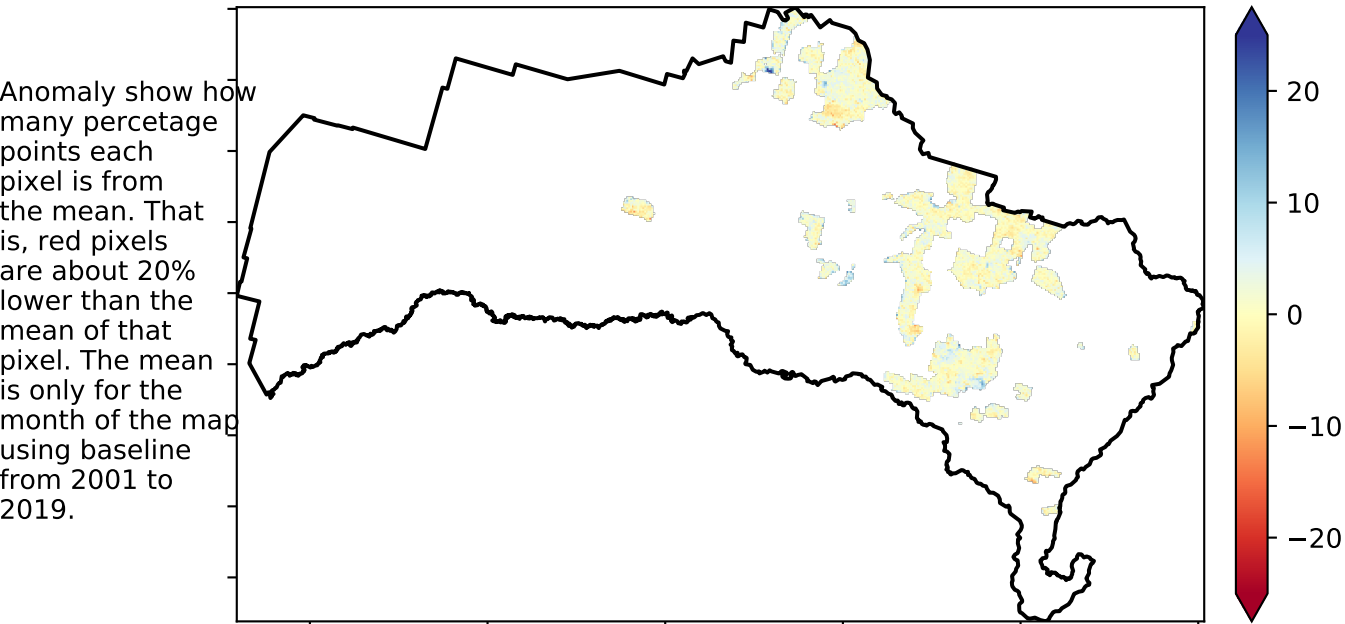 Anomaly show how
many percetage
points each
pixel is from
the mean. That
is, red pixels
are about 20%
lower than the
mean of that
pixel. The mean
is only for the
month of the map
using baseline
from 2001 to
2019.
20
10
0
−10
−20